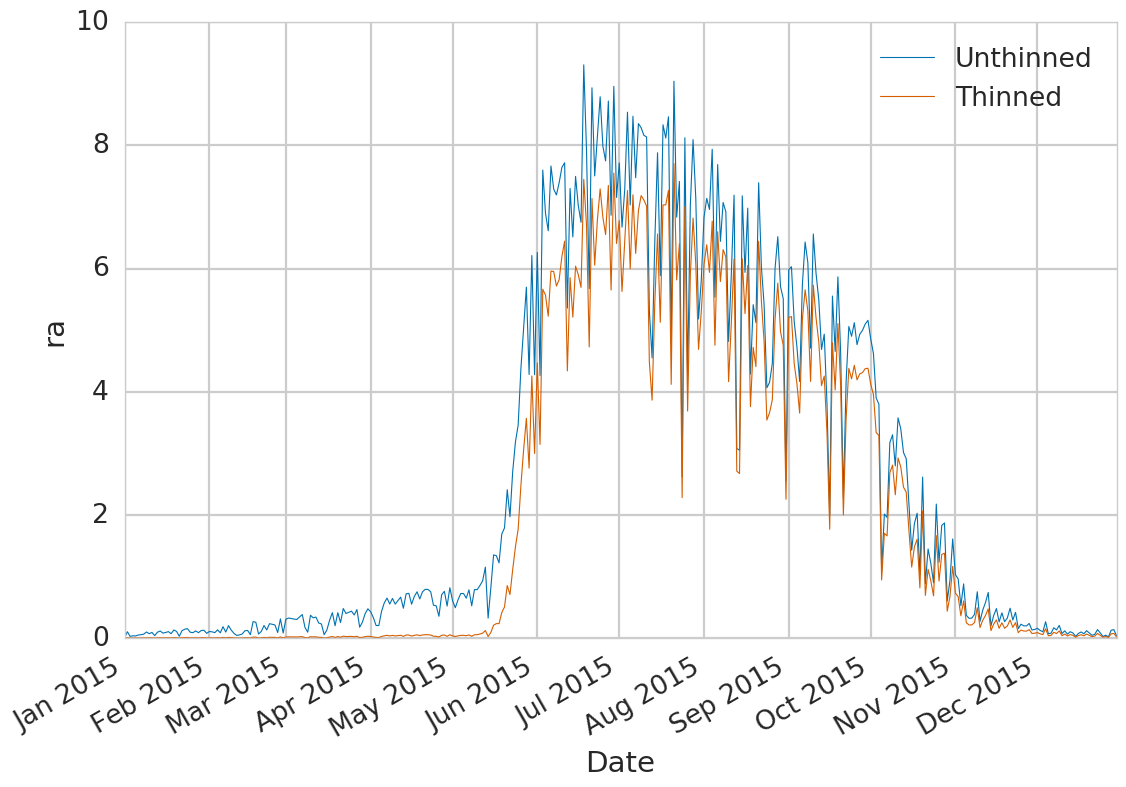 10
Unthinned
Thinned
8
6
ra
4
2
0
Jan 2015
Feb 2015
Mar 2015
Apr 2015
May 2015
Jun 2015
Jul 2015
Aug 2015
Sep 2015
Oct 2015
Nov 2015
Dec 2015
Date